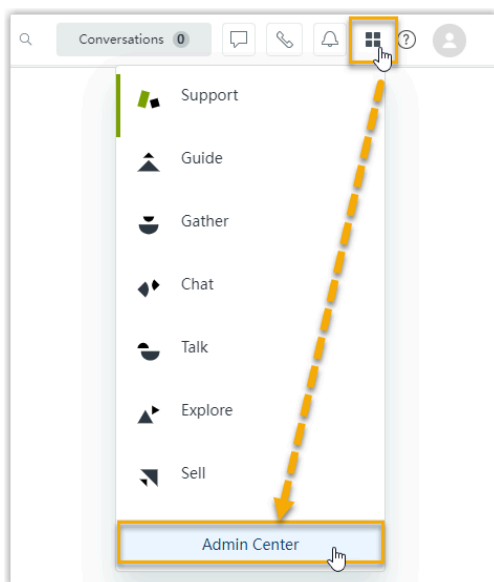 Conversations 0
?
Support
Guide
Gather
Chat
Talk
Explore
Sell
Admin Center